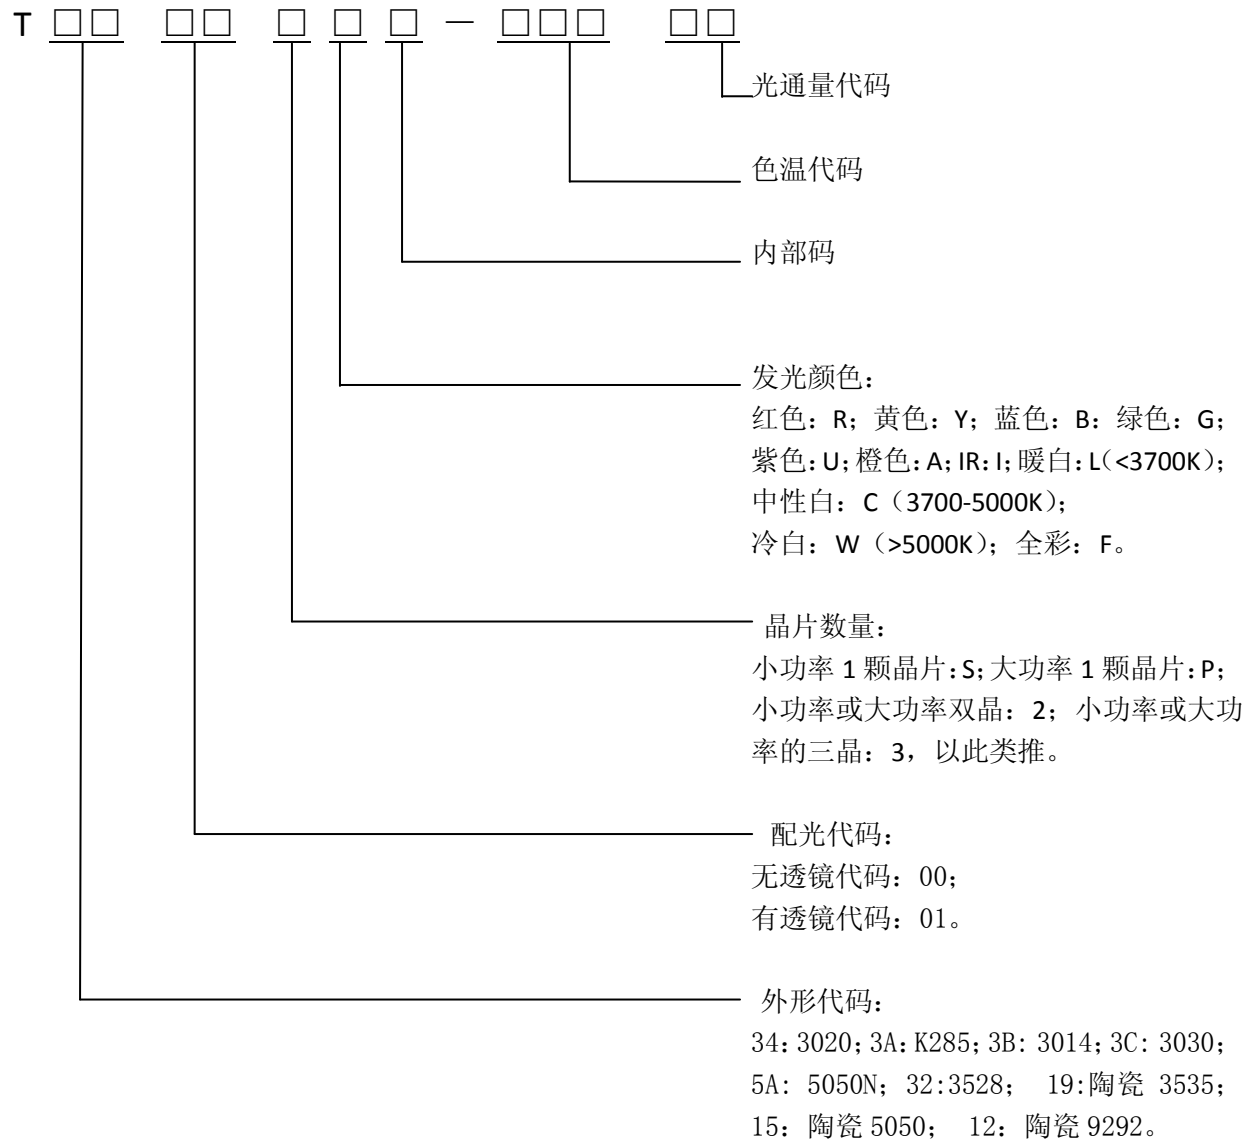 T □□ □□ □ □ □ － □□□ □□
光通量代码
色温代码
内部码
发光颜色：
红色：R；黄色：Y；蓝色：B：绿色：G；
紫色：U；橙色：A；IR：I；暖白：L（<3700K）；
中性白：C（3700-5000K）；
冷白：W（>5000K）；全彩：F。
晶片数量：
小功率 1 颗晶片：S；大功率 1 颗晶片：P；
小功率或大功率双晶：2；小功率或大功
率的三晶：3，以此类推。
配光代码：
无透镜代码：00；
有透镜代码：01。
外形代码：
34：3020；3A：K285；3B: 3014；3C: 3030；
5A: 5050N；32:3528； 19:陶瓷 3535；
15：陶瓷 5050； 12：陶瓷 9292。